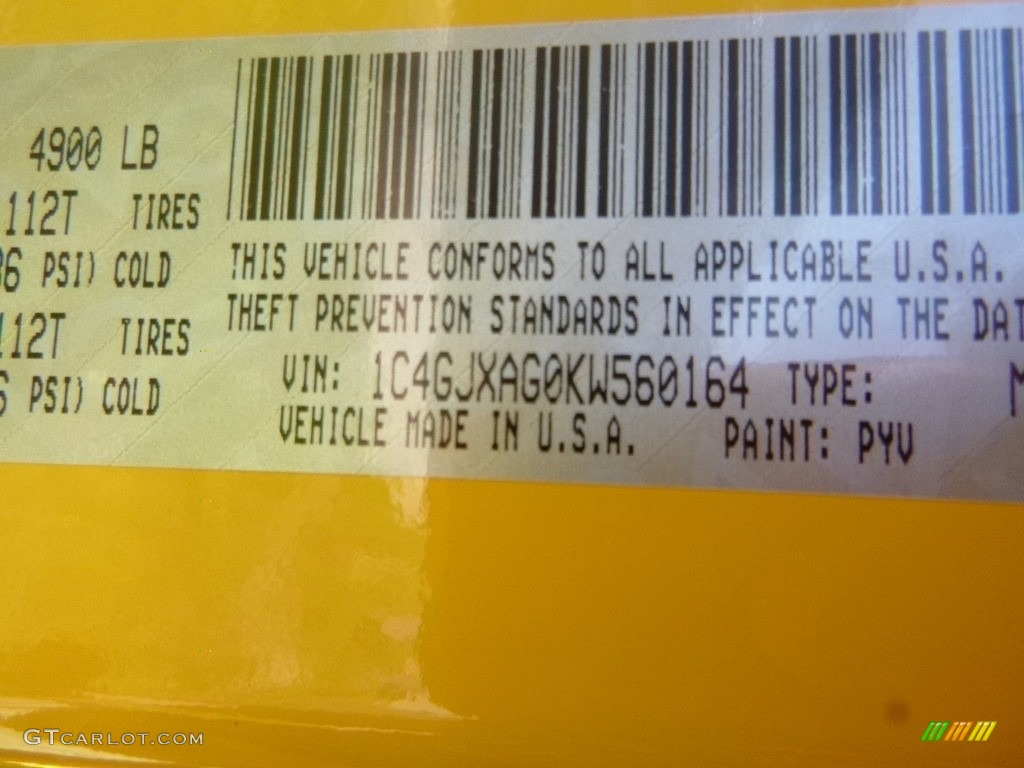 4900 LB
112T TIRES
PSI) COLD
112T TIRES
PSI) COLD
THIS VEHICLE CONFORMS TO ALL APPLICABLE U.S.A.
THEFT PREVENTION STANDARDS IN EFFECT ON THE DAT
VIN: 1C4GJXAG0KW560164 TYPE: M
VEHICLE MADE IN U.S.A. PAINT: PYV
GTCARLOT.COM